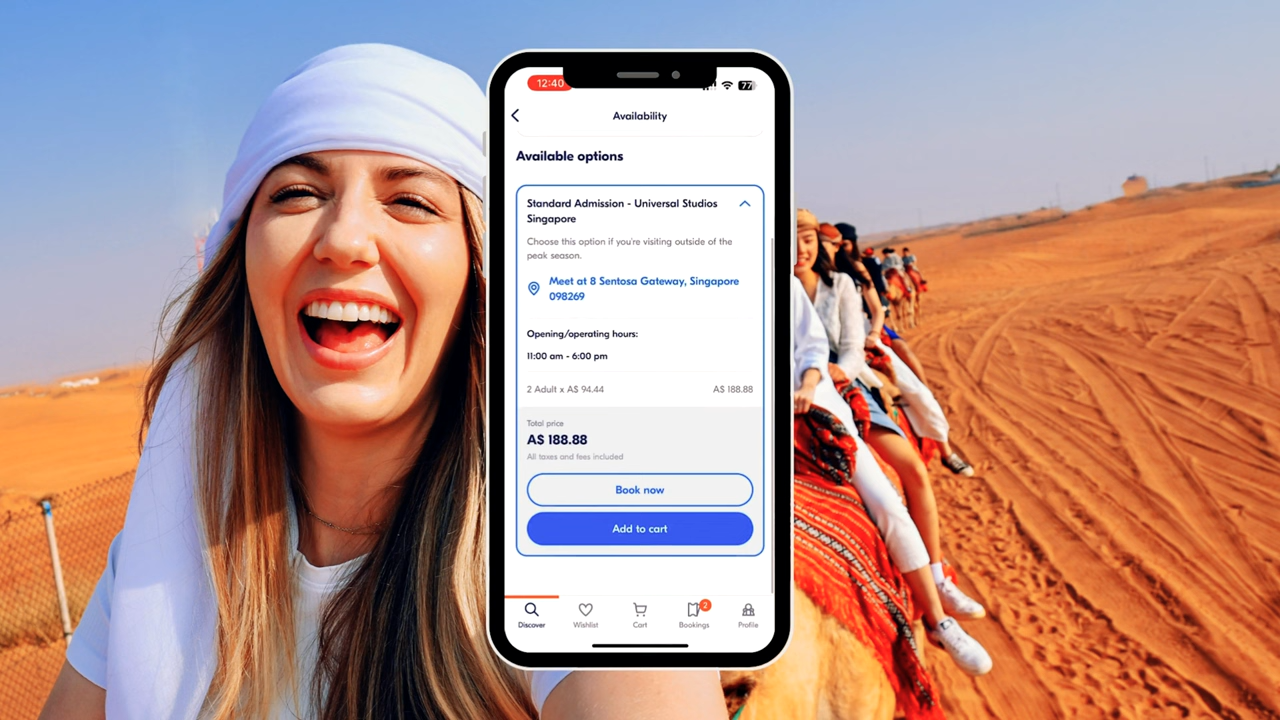 12:40
77
Availability
Available options
Standard Admission - Universal Studios
Singapore
Choose this option if you're visiting outside of the
peak season.
Meet at 8 Sentosa Gateway, Singapore
098269
Opening/operating hours:
11:00 am - 6:00 pm
2 Adult x A$ 94.44 A$ 188.88
Total price
A$ 188.88
All taxes and fees included
Book now
Add to cart
2
Discover Wishlist Cart Bookings Profile